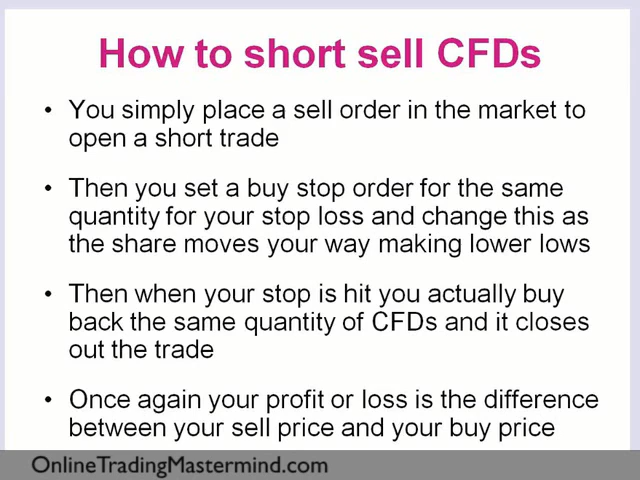 How to short sell CFDs
• You simply place a sell order in the market to
open a short trade
• Then you set a buy stop order for the same
quantity for your stop loss and change this as
the share moves your way making lower lows
• Then when your stop is hit you actually buy
back the same quantity of CFDs and it closes
out the trade
• Once again your profit or loss is the difference
between your sell price and your buy price
OnlineTradingMastermind.com